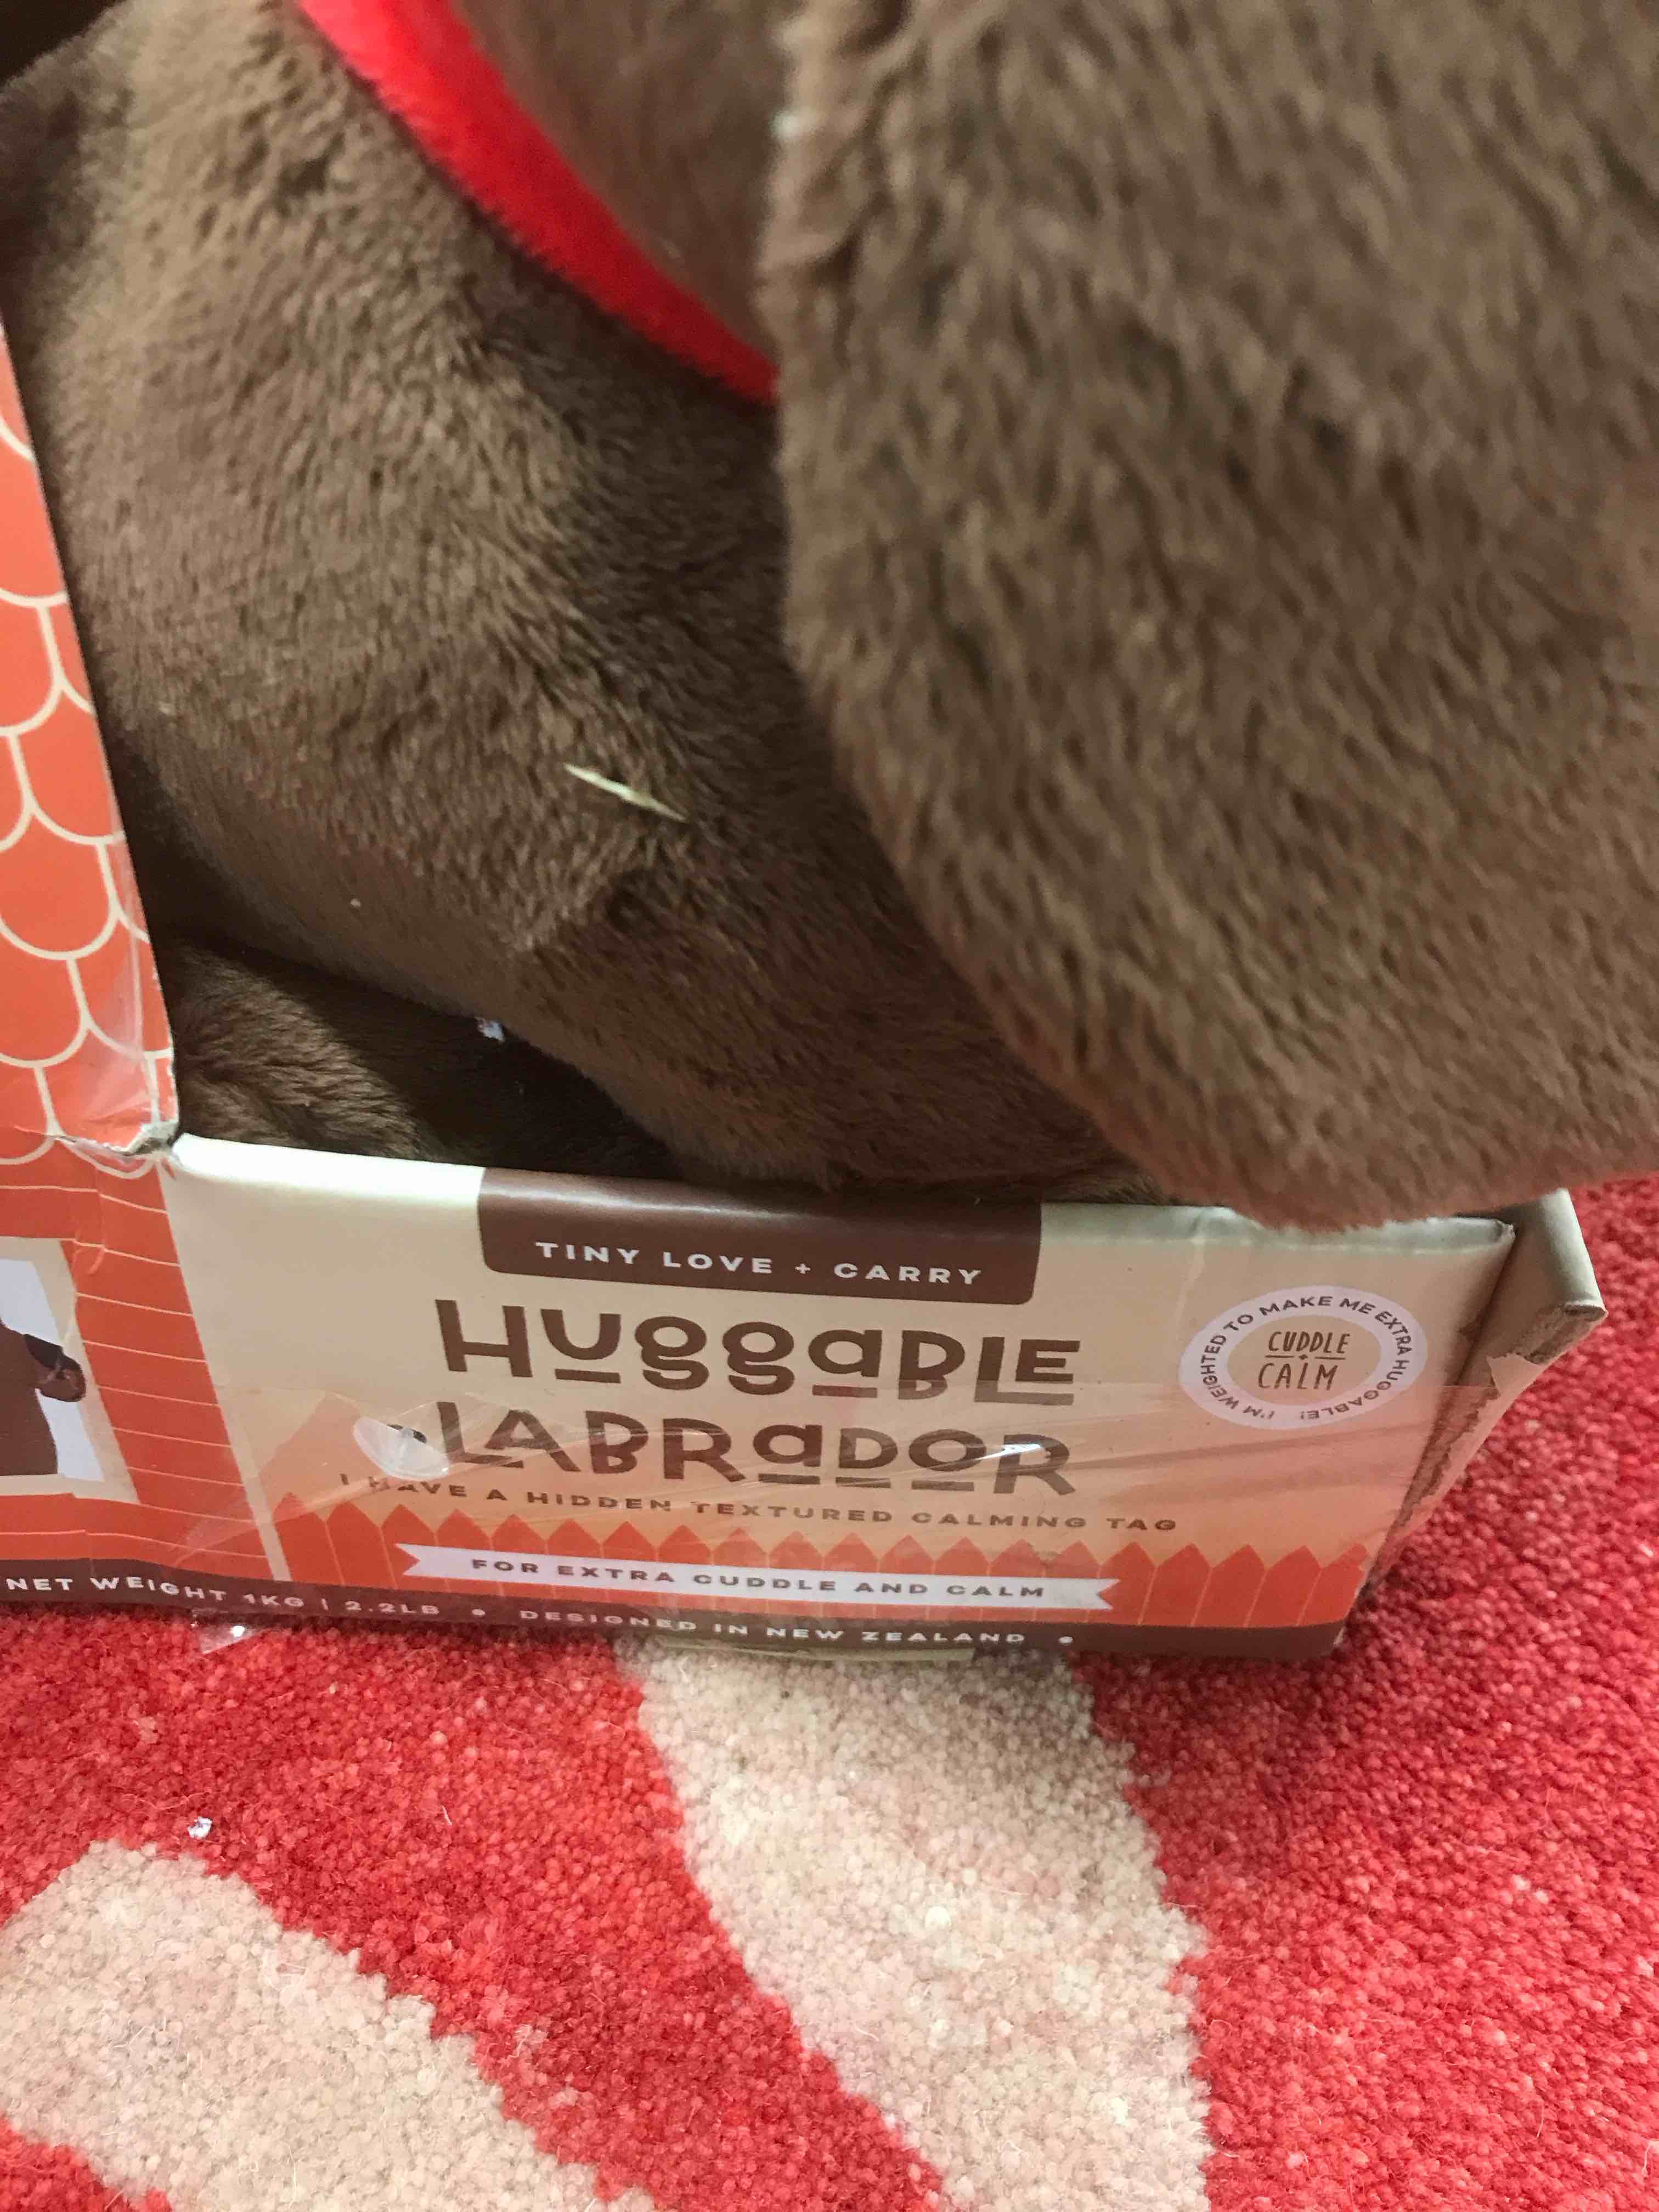 TINY LOVE + CARRY
HUGGABLE
LABRADOR
I HAVE A HIDDEN TEXTURED CALMING TAG
FOR EXTRA CUDDLE AND CALM
I'M WEIGHTED TO MAKE ME EXTRA HUGGABLE!
CUDDLE
+
CALM
NET WEIGHT 1KG | 2.2LB • DESIGNED IN NEW ZEALAND •